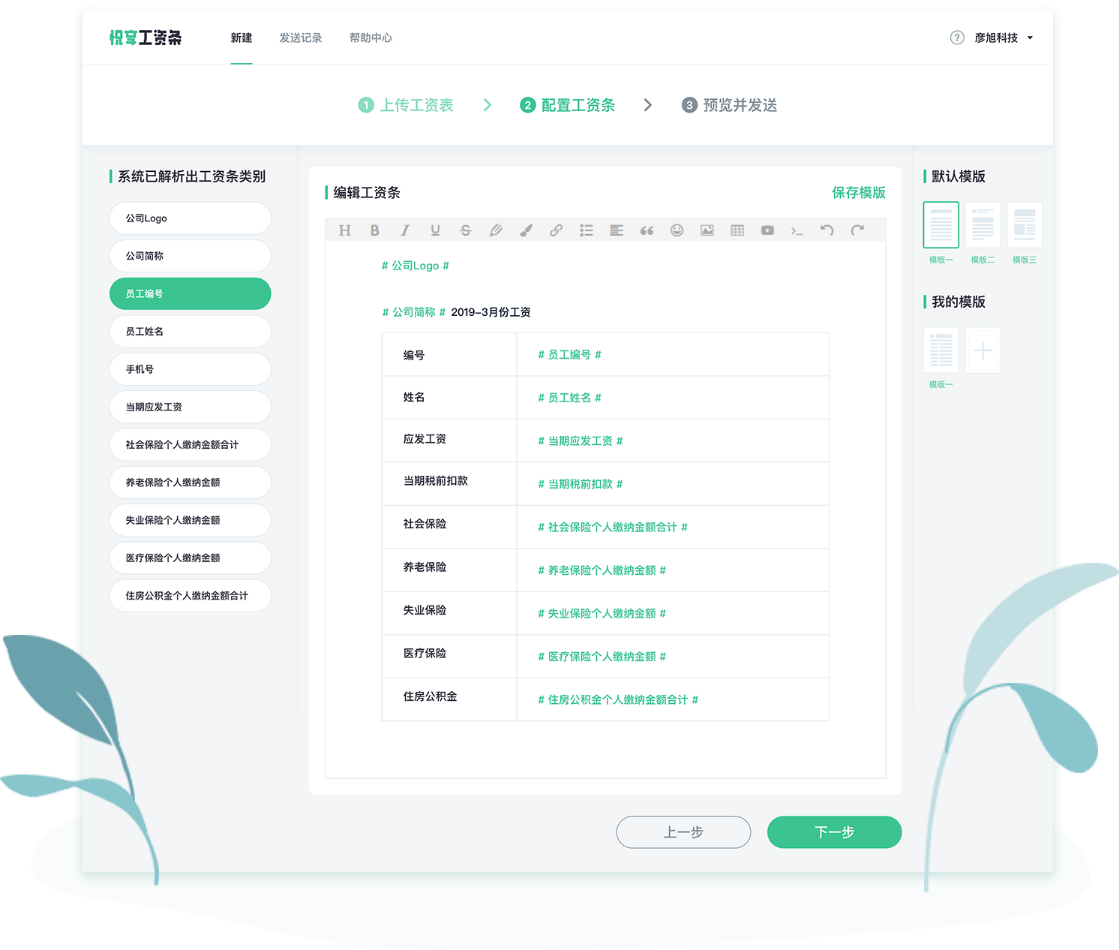 悦享工资条
新建 发送记录 帮助中心
? 彦旭科技
1 上传工资表 2 配置工资条 3 预览并发送
系统已解析出工资条类别
公司Logo
公司简称
员工编号
员工姓名
手机号
当期应发工资
社会保险个人缴纳金额合计
养老保险个人缴纳金额
失业保险个人缴纳金额
医疗保险个人缴纳金额
住房公积金个人缴纳金额合计
编辑工资条 保存模版
# 公司Logo #
# 公司简称 # 2019-3月份工资
编号 # 员工编号 #
姓名 # 员工姓名 #
应发工资 # 当期应发工资 #
当期税前扣款 # 当期税前扣款 #
社会保险 # 社会保险个人缴纳金额合计 #
养老保险 # 养老保险个人缴纳金额 #
失业保险 # 失业保险个人缴纳金额 #
医疗保险 # 医疗保险个人缴纳金额 #
住房公积金 # 住房公积金个人缴纳金额合计 #
上一步 下一步
默认模版
模版一 模版二 模版三
我的模版
模版一